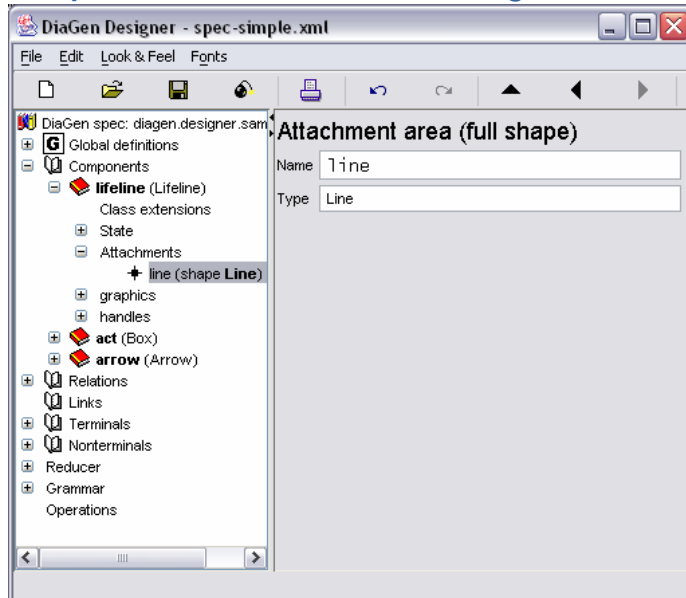 DiaGen Designer - spec-simple.xml
File Edit Look & Feel Fonts
DiaGen spec: diagen.designer.sam
G Global definitions
Components
lifeline (Lifeline)
Class extensions
State
Attachments
line (shape Line)
graphics
handles
act (Box)
arrow (Arrow)
Relations
Links
Terminals
Nonterminals
Reducer
Grammar
Operations
Attachment area (full shape)
Name line
Type Line